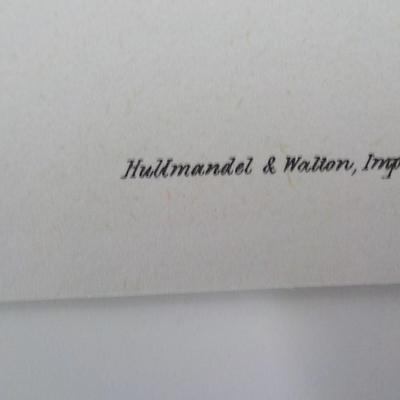 Hullmandel & Walton, Imp